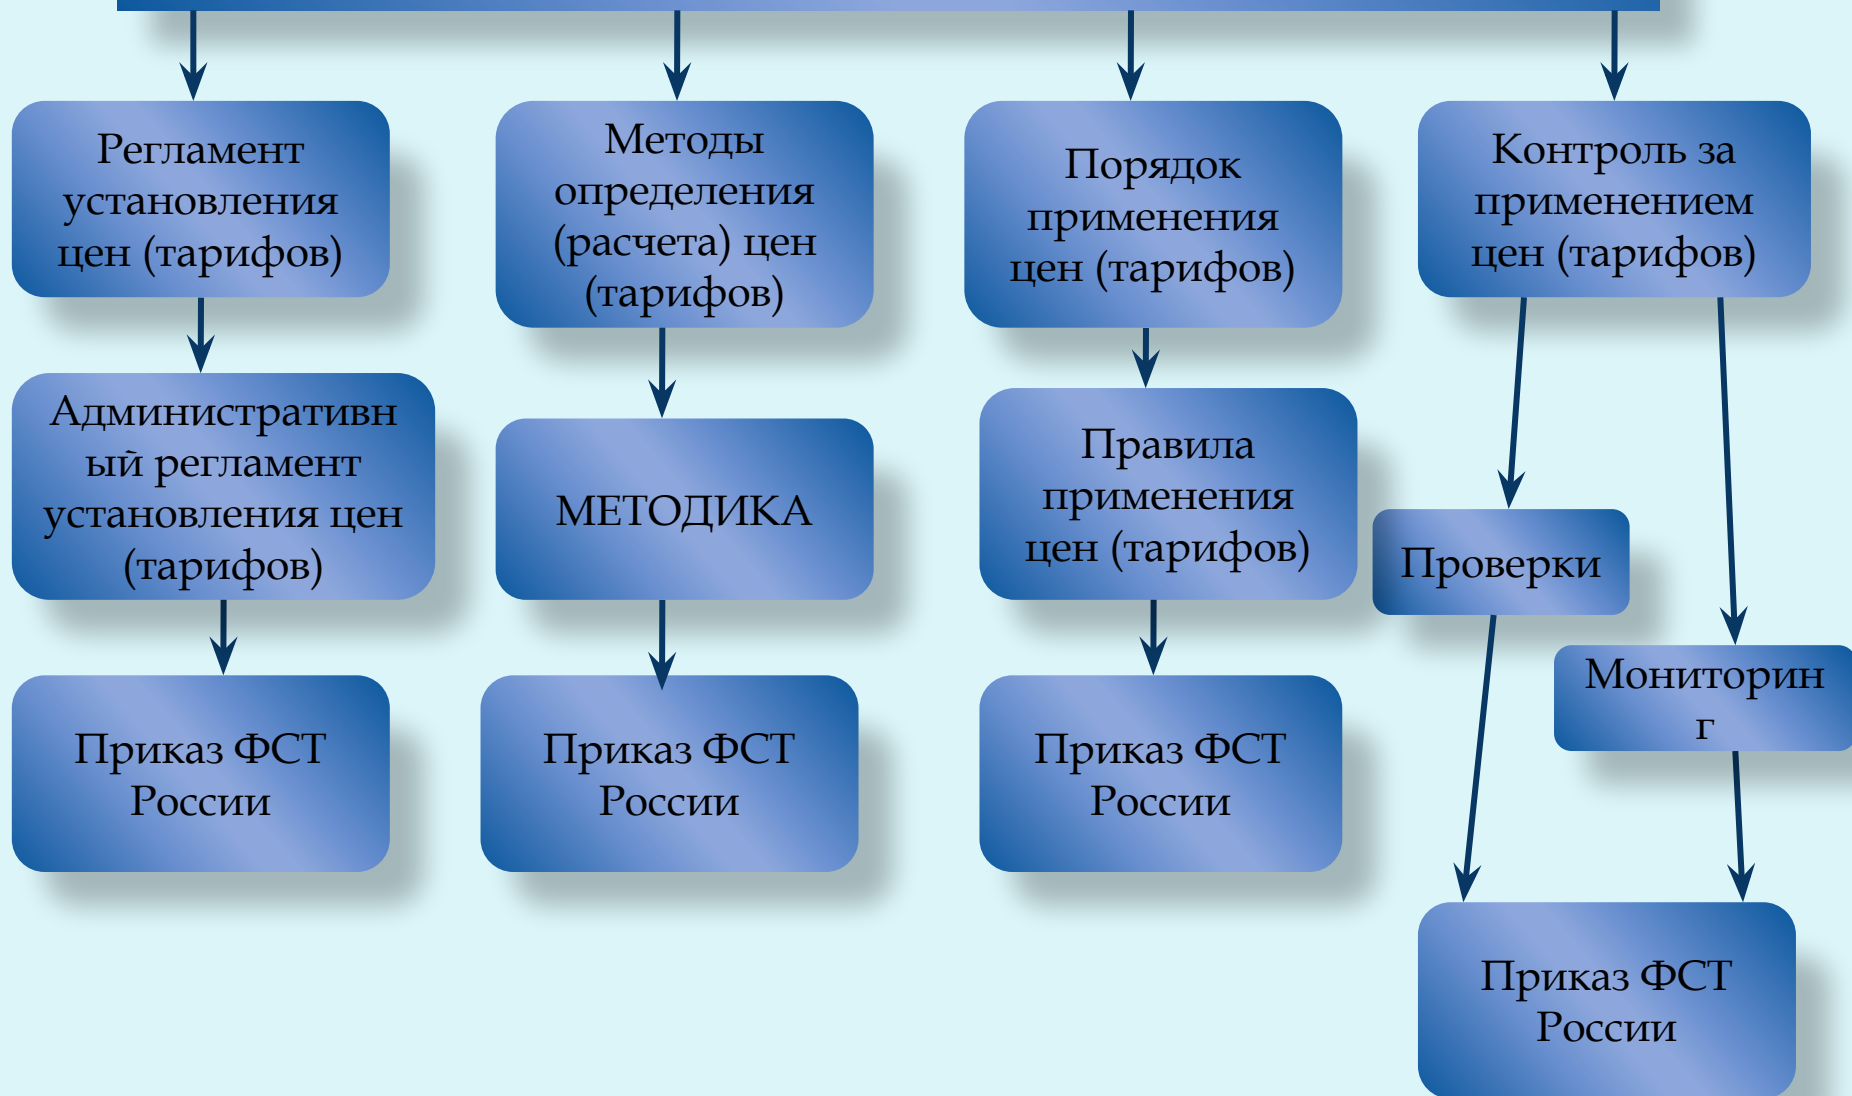 Регламент
установления
цен (тарифов)
Методы
определения
(расчета) цен
(тарифов)
Порядок
применения
цен (тарифов)
Контроль за
применением
цен (тарифов)
Административн
ый регламент
установления цен
(тарифов)
МЕТОДИКА
Правила
применения
цен (тарифов)
Проверки
Мониторин
г
Приказ ФСТ
России
Приказ ФСТ
России
Приказ ФСТ
России
Приказ ФСТ
России